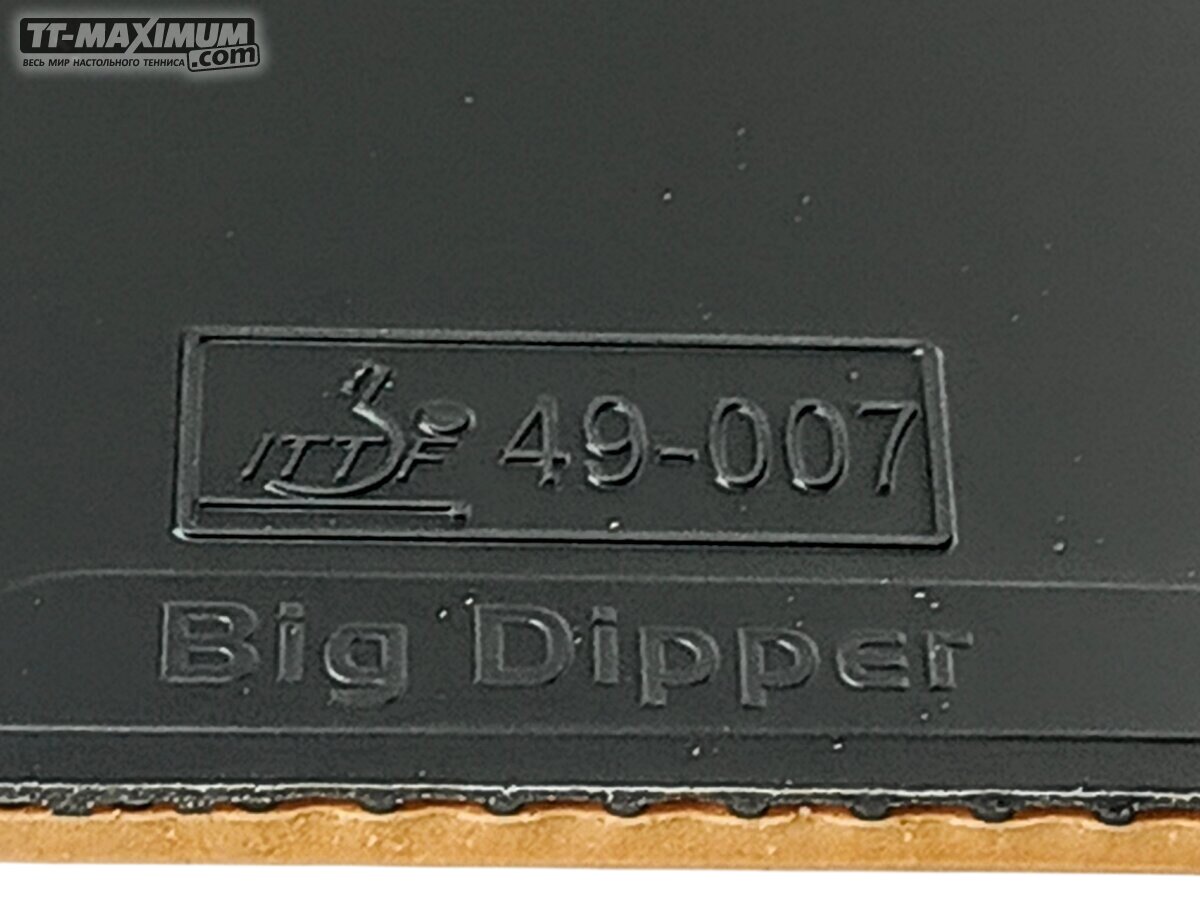 TT-MAXIMUM
.com
ВЕСЬ МИР НАСТОЛЬНОГО ТЕННИСА
ITTF 49-007
Big Dipper